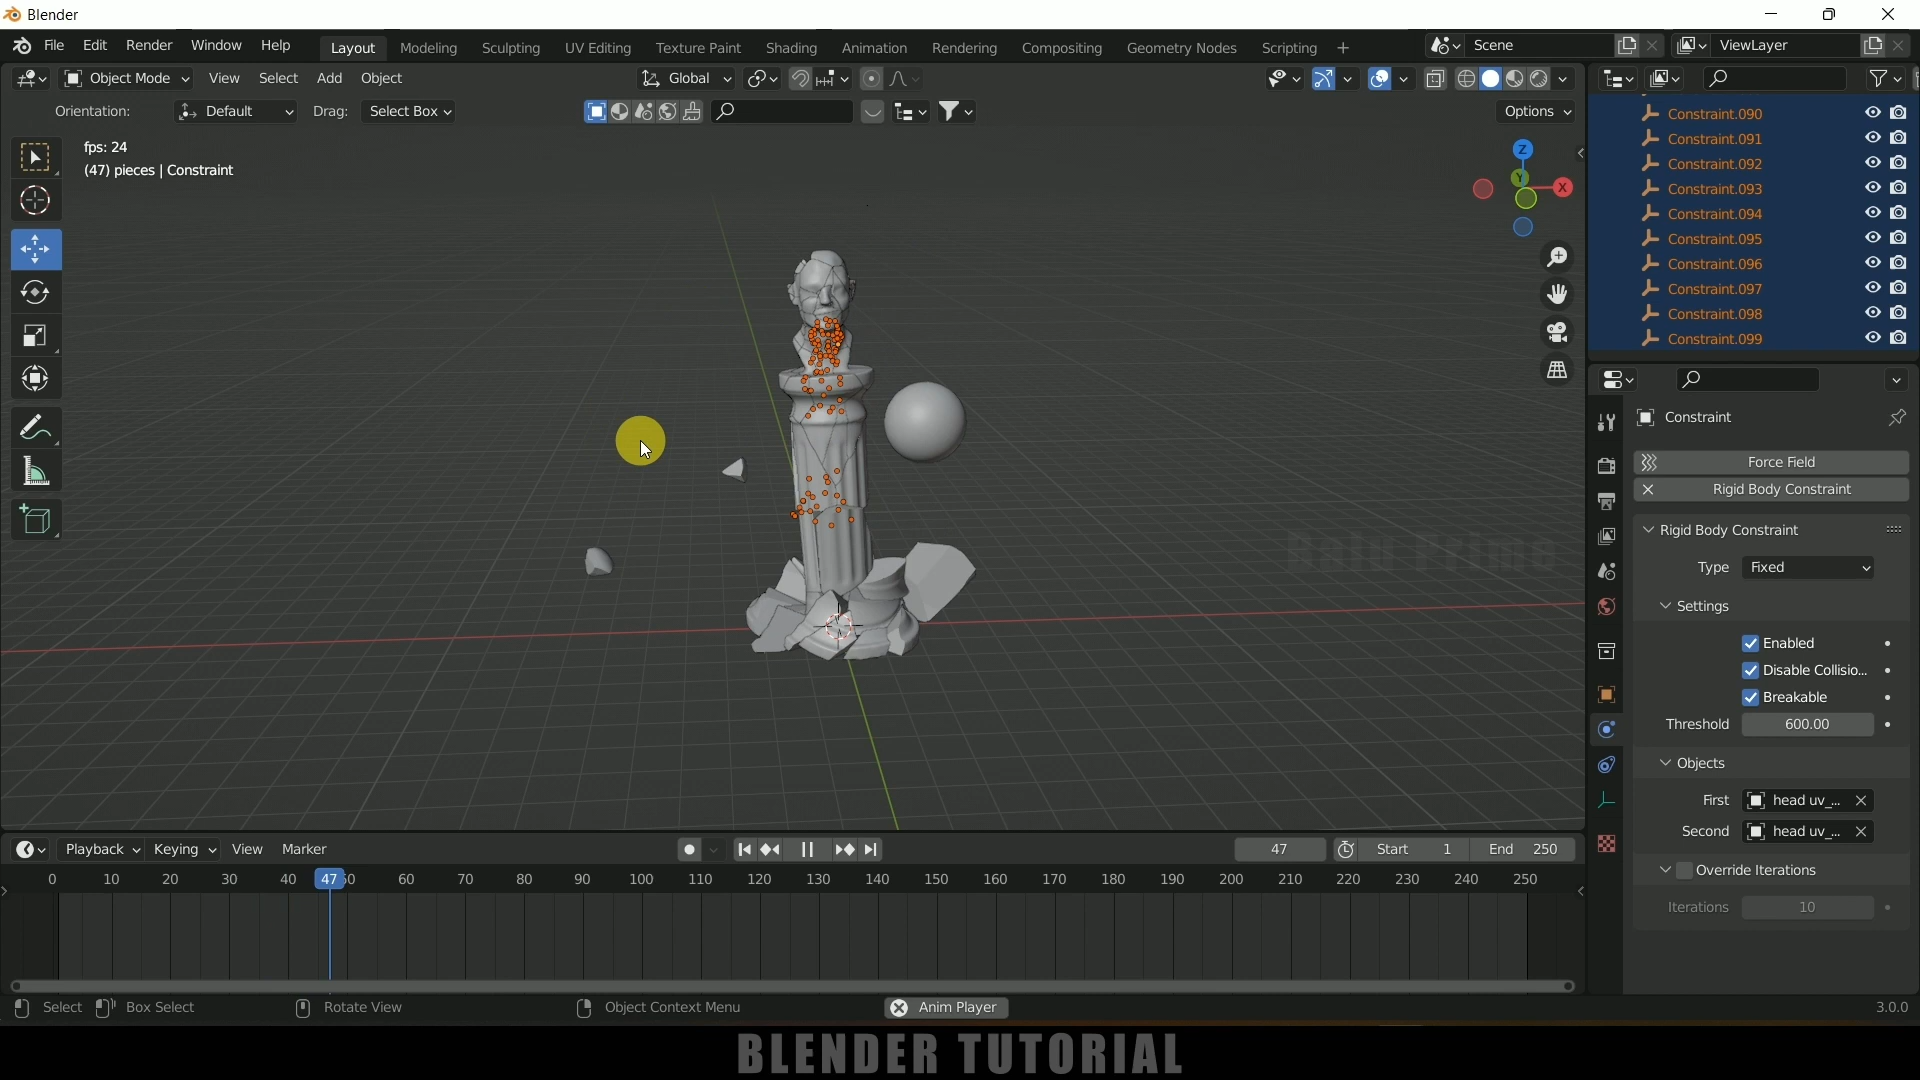 Blender
File Edit Render Window Help Layout Modeling Sculpting UV Editing Texture Paint Shading Animation Rendering Compositing Geometry Nodes Scripting + Scene ViewLayer
Object Mode View Select Add Object Global
Orientation: Default Drag: Select Box Options
fps: 24
(47) pieces | Constraint
Z
Y
X
Constraint.090
Constraint.091
Constraint.092
Constraint.093
Constraint.094
Constraint.095
Constraint.096
Constraint.097
Constraint.098
Constraint.099
Constraint
Force Field
Rigid Body Constraint
Rigid Body Constraint
Type Fixed
Settings
Enabled
Disable Collisio...
Breakable
Threshold 600.00
Objects
First head uv_...
Second head uv_...
Override Iterations
Iterations 10
Playback Keying View Marker 47 Start 1 End 250
0 10 20 30 40 47 50 60 70 80 90 100 110 120 130 140 150 160 170 180 190 200 210 220 230 240 250
Select Box Select Rotate View Object Context Menu Anim Player 3.0.0
BLENDER TUTORIAL